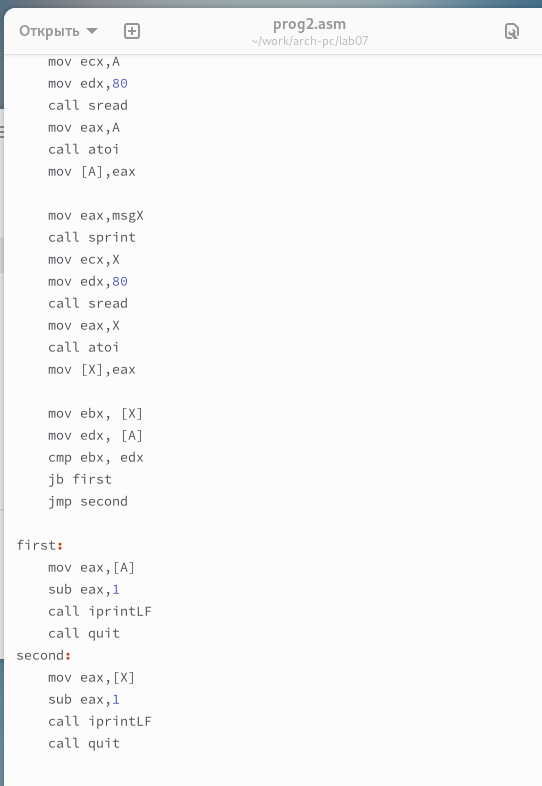 Открыть
prog2.asm
~/work/arch-pc/lab07
mov ecx,A
mov edx,80
call sread
mov eax,A
call atoi
mov [A],eax
mov eax,msgX
call sprint
mov ecx,X
mov edx,80
call sread
mov eax,X
call atoi
mov [X],eax
mov ebx, [X]
mov edx, [A]
cmp ebx, edx
jb first
jmp second
first:
mov eax,[A]
sub eax,1
call iprintLF
call quit
second:
mov eax,[X]
sub eax,1
call iprintLF
call quit